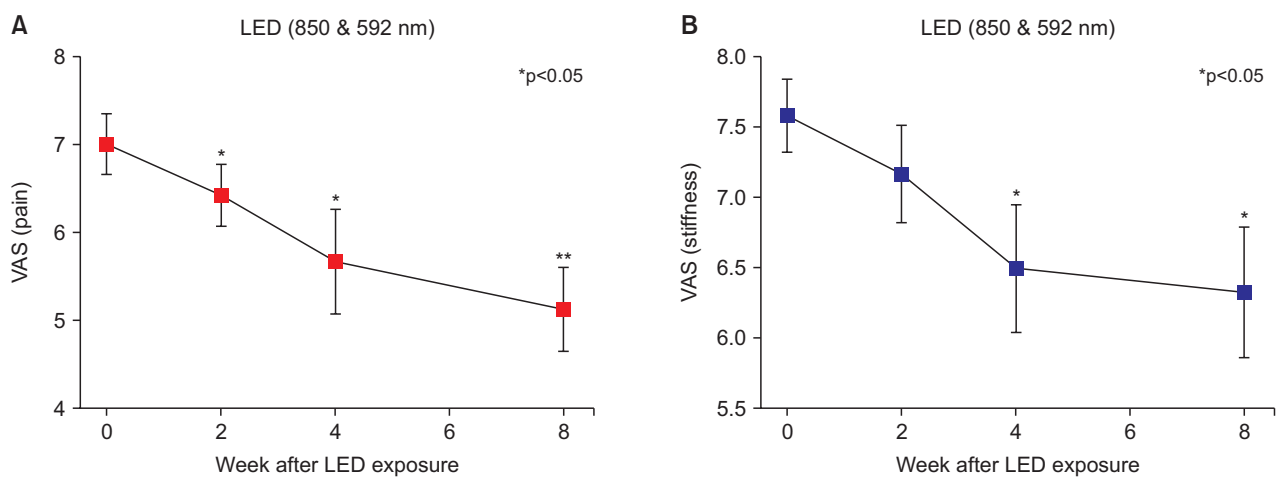 A
LED (850 & 592 nm)
*p<0.05
8
7
6
5
4
VAS (pain)
*
*
**
0 2 4 6 8
Week after LED exposure
B
LED (850 & 592 nm)
*p<0.05
8.0
7.5
7.0
6.5
6.0
5.5
VAS (stiffness)
*
*
0 2 4 6 8
Week after LED exposure